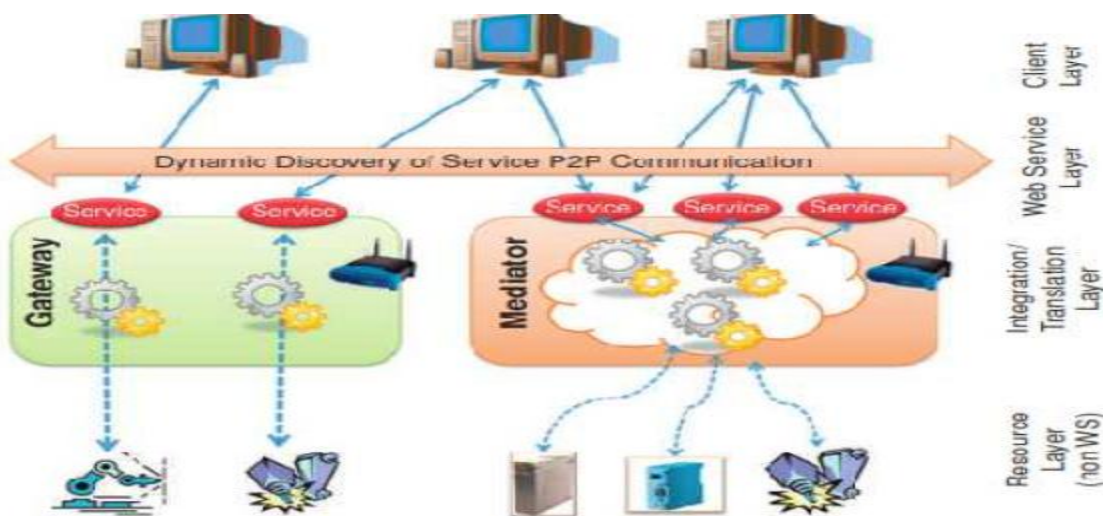 Client
Layer
Dynamic Discovery of Service P2P Communication
Web Service
Layer
Service
Service
Service
Service
Service
Gateway
Mediator
Integration/
Translation
Layer
Resource
Layer
(non WS)